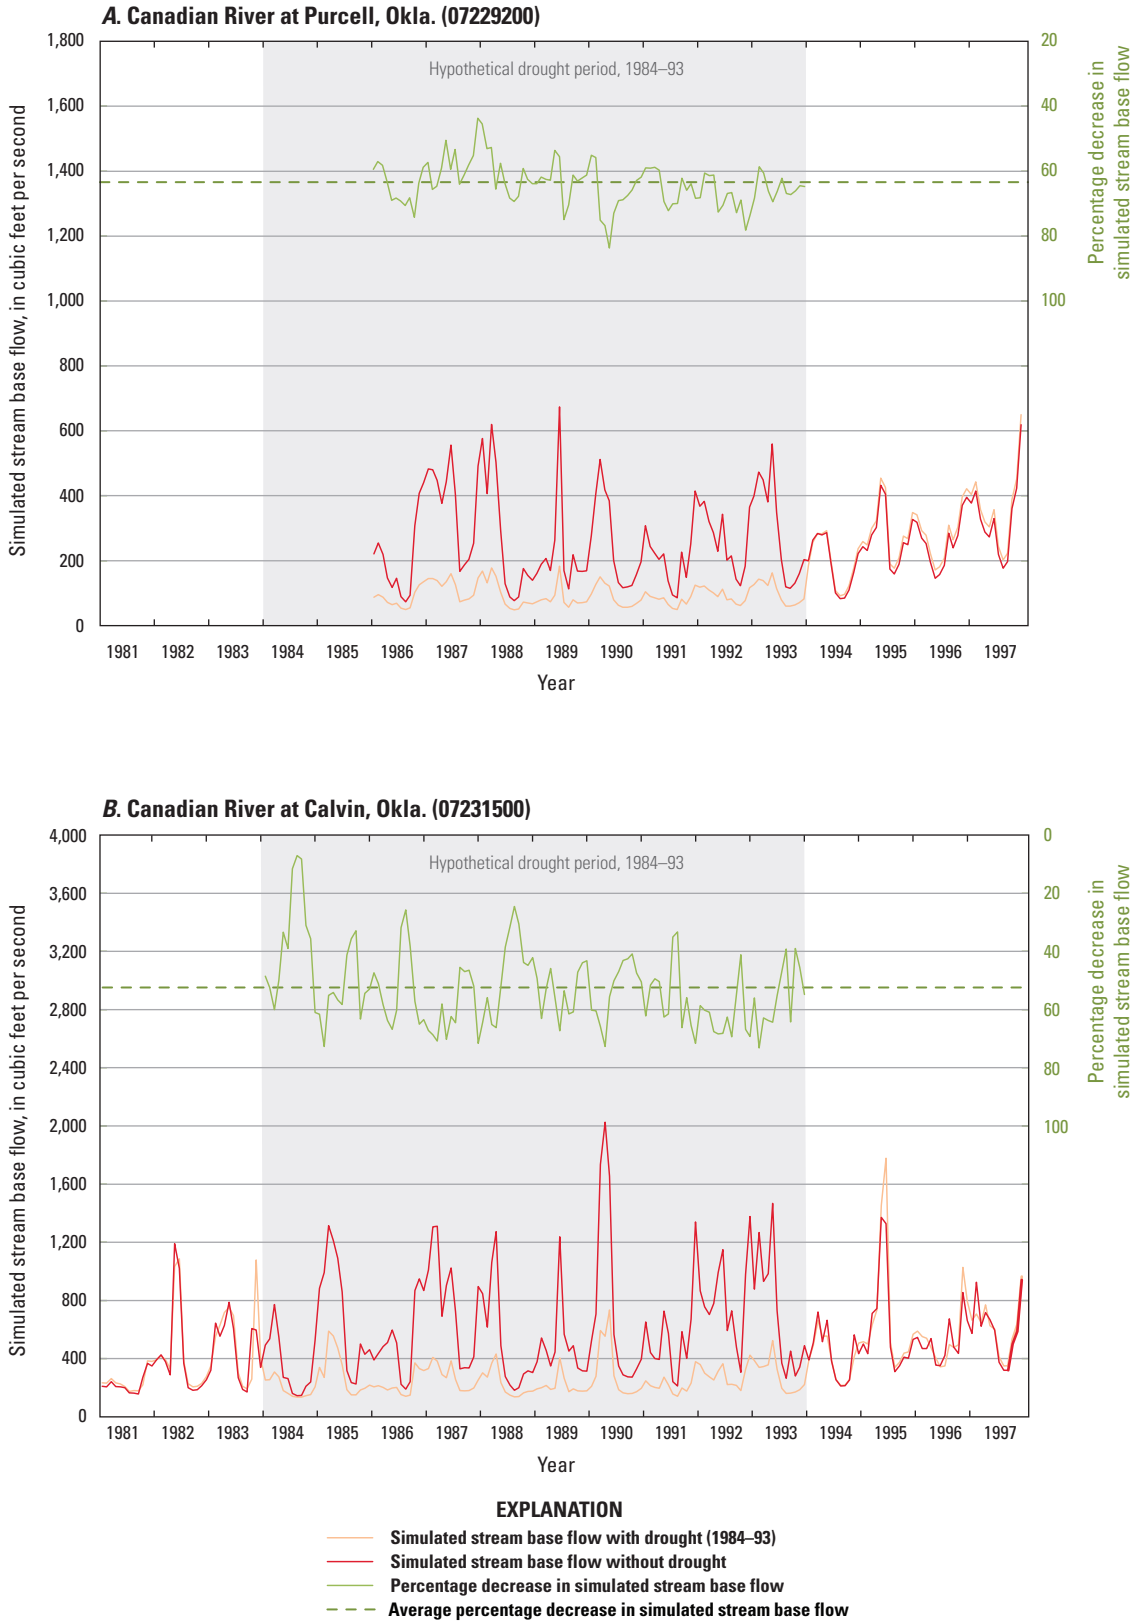 A. Canadian River at Purcell, Okla. (07229200)
1,800
1,600
1,400
1,200
1,000
800
600
400
200
0
Simulated stream base flow, in cubic feet per second
Hypothetical drought period, 1984–93
20
40
60
80
100
Percentage decrease in
simulated stream base flow
1981 1982 1983 1984 1985 1986 1987 1988 1989 1990 1991 1992 1993 1994 1995 1996 1997
Year
B. Canadian River at Calvin, Okla. (07231500)
4,000
3,600
3,200
2,800
2,400
2,000
1,600
1,200
800
400
0
Simulated stream base flow, in cubic feet per second
Hypothetical drought period, 1984–93
0
20
40
60
80
100
Percentage decrease in
simulated stream base flow
1981 1982 1983 1984 1985 1986 1987 1988 1989 1990 1991 1992 1993 1994 1995 1996 1997
Year
EXPLANATION
Simulated stream base flow with drought (1984–93)
Simulated stream base flow without drought
Percentage decrease in simulated stream base flow
Average percentage decrease in simulated stream base flow